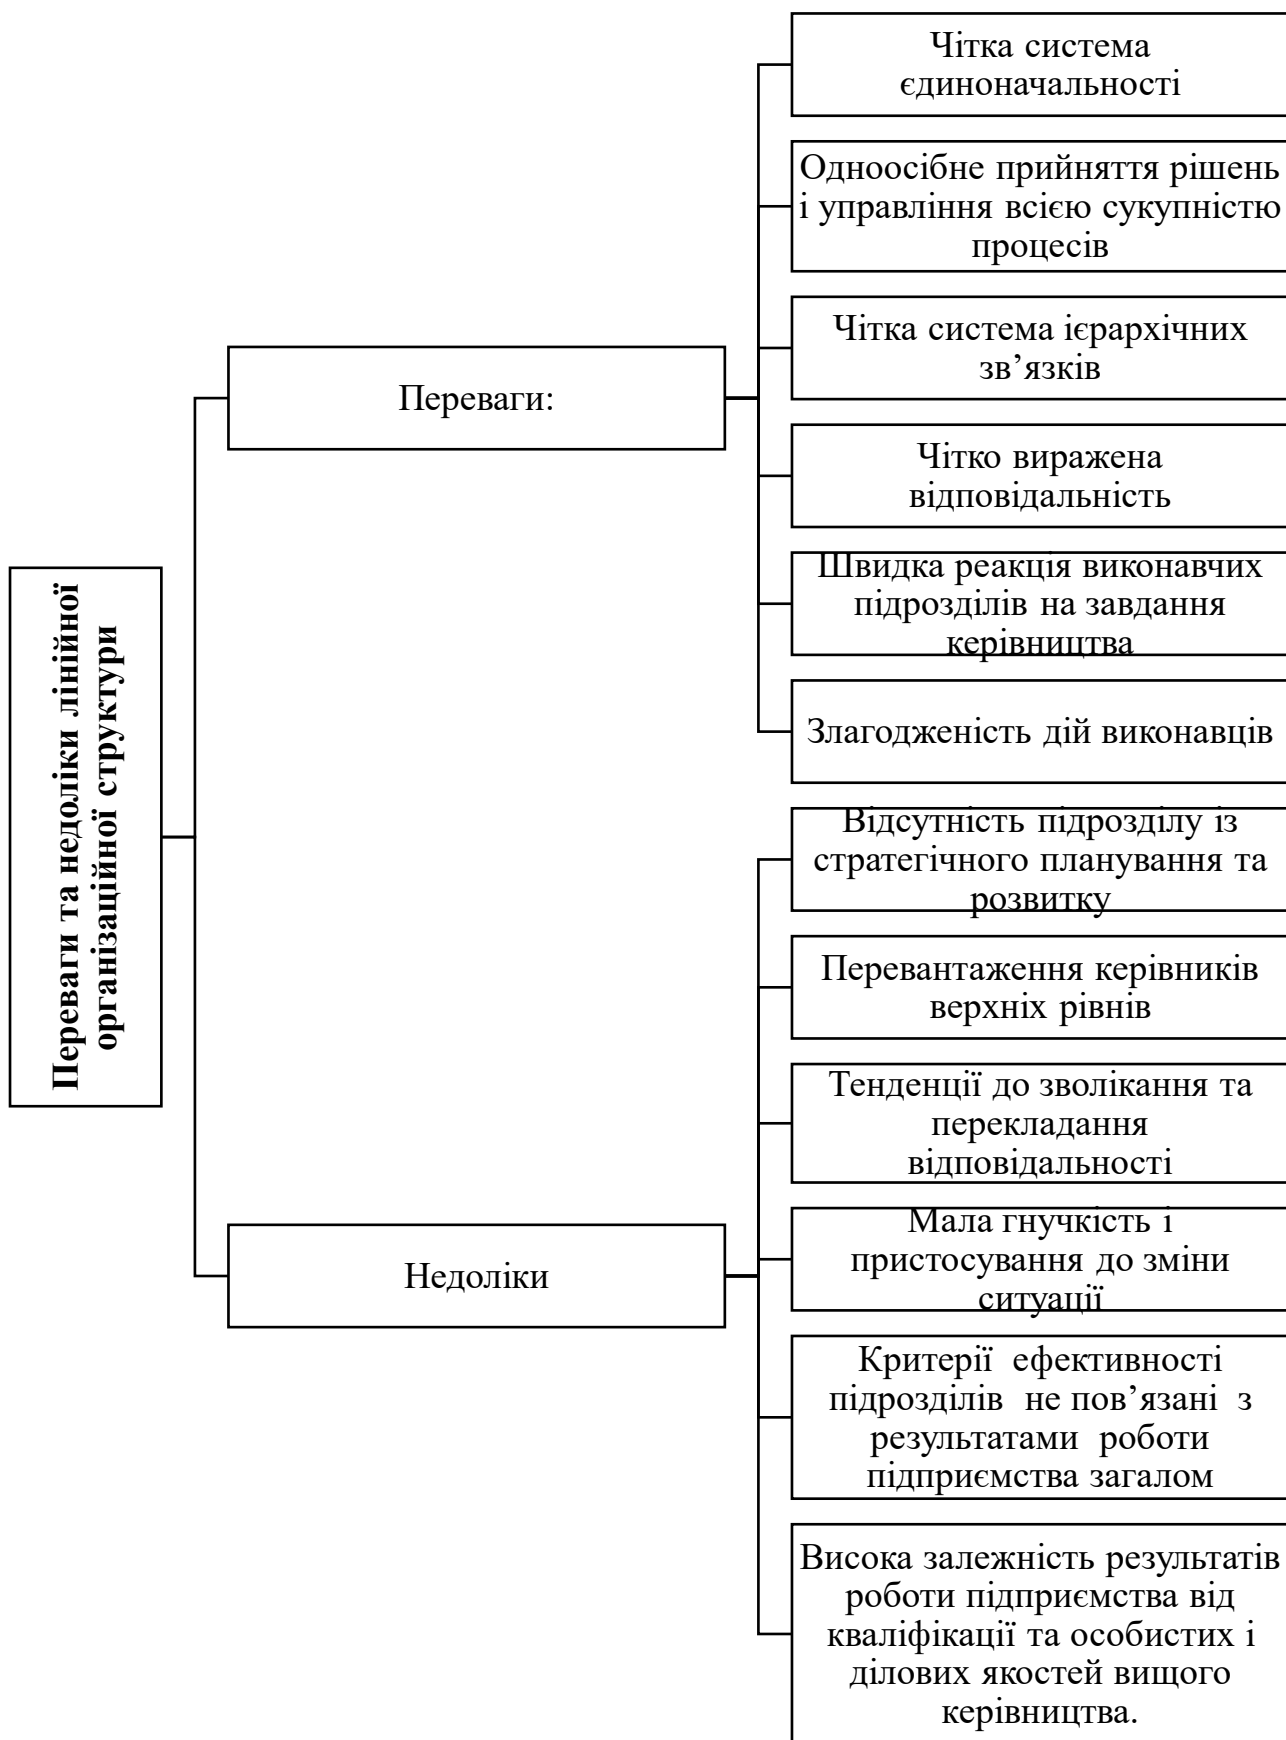 Переваги та недоліки лінійної
організаційної структури
Переваги:
Чітка система
єдиноначальності
Одноосібне прийняття рішень
і управління всією сукупністю
процесів
Чітка система ієрархічних
зв’язків
Чітко виражена
відповідальність
Швидка реакція виконавчих
підрозділів на завдання
керівництва
Злагодженість дій виконавців
Недоліки
Відсутність підрозділу із
стратегічного планування та
розвитку
Перевантаження керівників
верхніх рівнів
Тенденції до зволікання та
перекладання
відповідальності
Мала гнучкість і
пристосування до зміни
ситуації
Критерії ефективності
підрозділів не пов’язані з
результатами роботи
підприємства загалом
Висока залежність результатів
роботи підприємства від
кваліфікації та особистих і
ділових якостей вищого
керівництва.